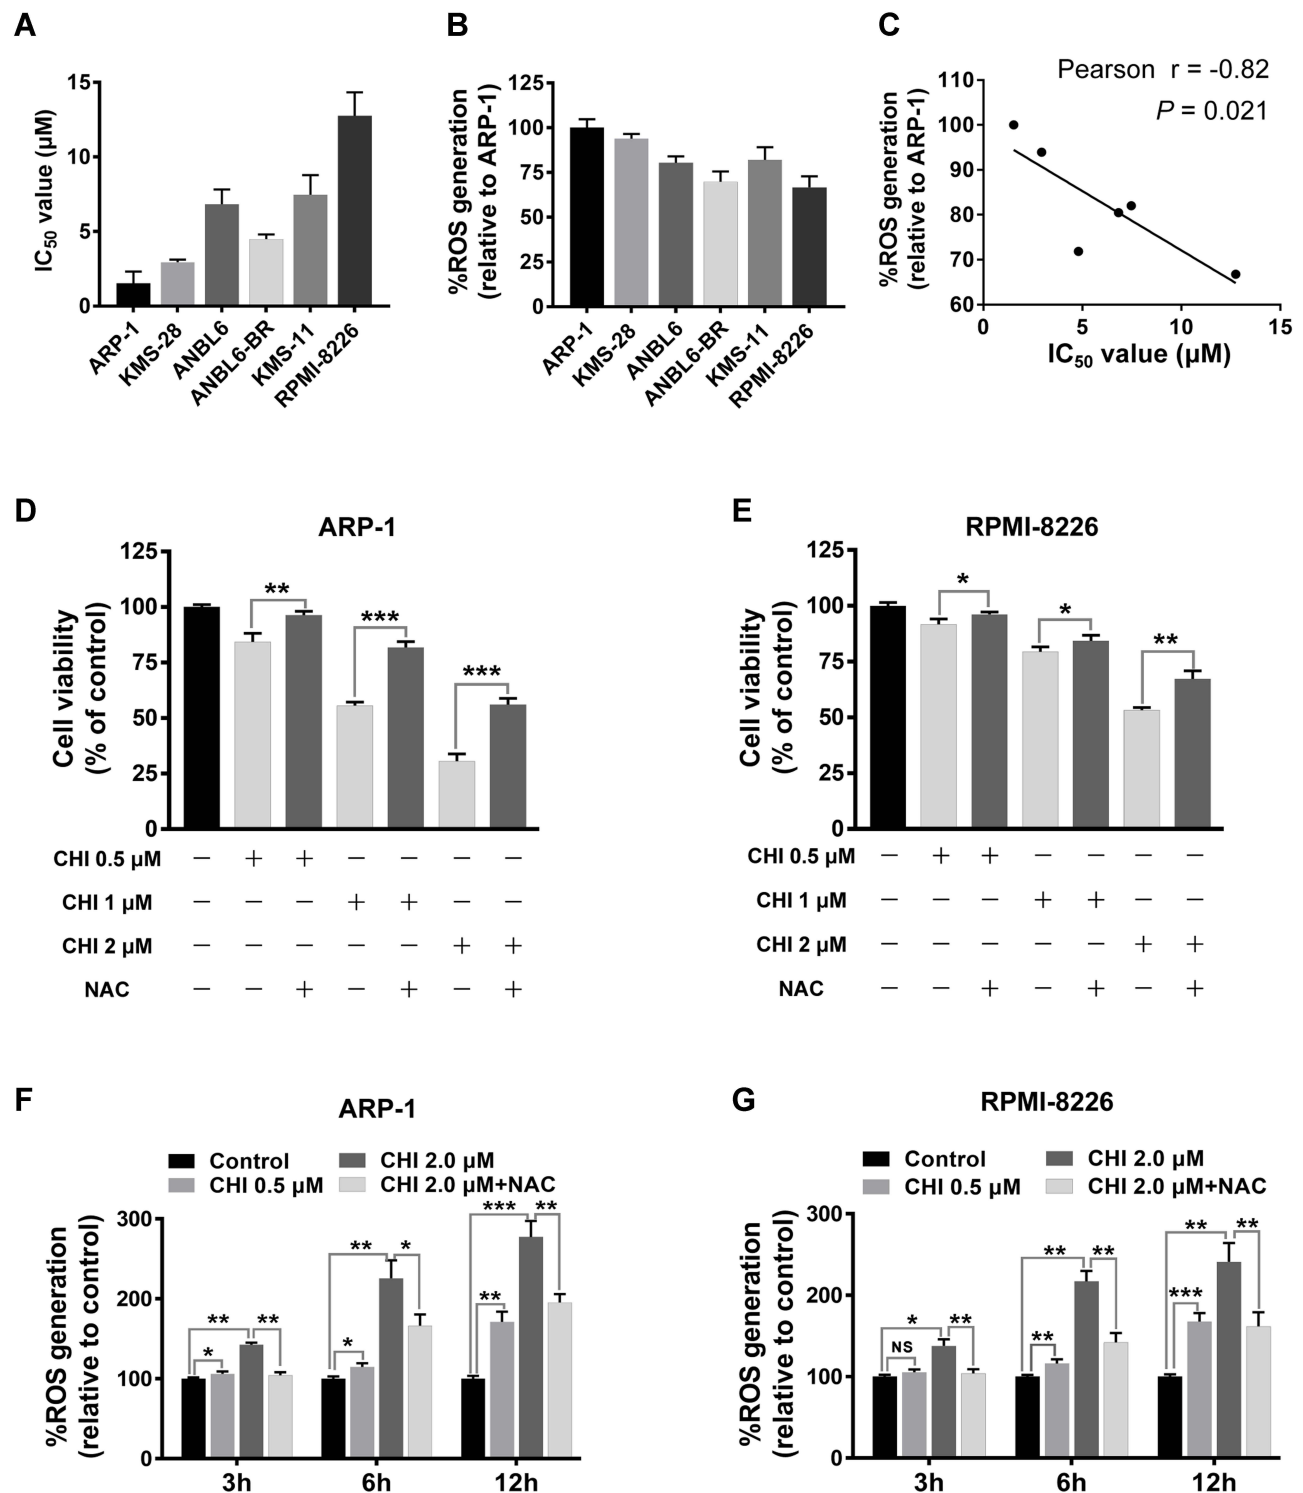 A
IC50 value (µM)
15
10
5
0
ARP-1
KMS-28
ANBL6
ANBL6-BR
KMS-11
RPMI-8226
B
%ROS generation
(relative to ARP-1)
125
100
75
50
25
0
ARP-1
KMS-28
ANBL6
ANBL6-BR
KMS-11
RPMI-8226
C
Pearson r = -0.82
P = 0.021
%ROS generation
(relative to ARP-1)
110
100
90
80
70
60
0 5 10 15
IC50 value (µM)
D
ARP-1
Cell viability
(% of control)
125
100
75
50
25
0
** *** ***
CHI 0.5 µM − + + − − − −
CHI 1 µM − − − + + − −
CHI 2 µM − − − − − + +
NAC − − + − + − +
E
RPMI-8226
Cell viability
(% of control)
125
100
75
50
25
0
* * **
CHI 0.5 µM − + + − − − −
CHI 1 µM − − − + + − −
CHI 2 µM − − − − − + +
NAC − − + − + − +
F
ARP-1
Control CHI 2.0 µM
CHI 0.5 µM CHI 2.0 µM+NAC
%ROS generation
(relative to control)
300
200
100
0
** * **
** * *
*** ** **
3h 6h 12h
G
RPMI-8226
Control CHI 2.0 µM
CHI 0.5 µM CHI 2.0 µM+NAC
%ROS generation
(relative to control)
300
200
100
0
* NS **
** ** **
** *** **
3h 6h 12h